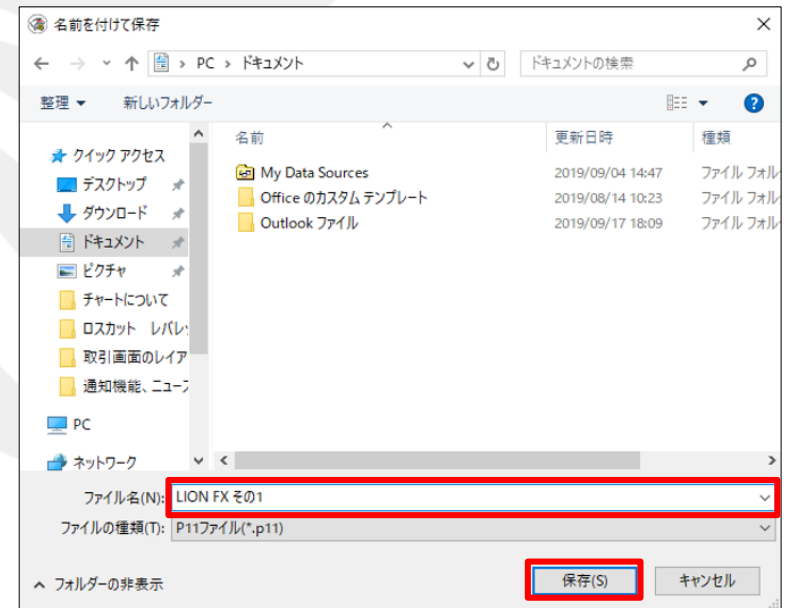 名前を付けて保存
PC › ドキュメント
ドキュメントの検索
整理
新しいフォルダー
名前 更新日時 種類
クイック アクセス
デスクトップ
ダウンロード
ドキュメント
ピクチャ
チャートについて
ロスカット レバレッ
取引画面のレイア
通知機能、ニュース
PC
ネットワーク
My Data Sources 2019/09/04 14:47 ファイル フォル
Office のカスタム テンプレート 2019/08/14 10:23 ファイル フォル
Outlook ファイル 2019/09/17 18:09 ファイル フォル
ファイル名(N): LION FX その1
ファイルの種類(T): P11ファイル(*.p11)
フォルダーの非表示
保存(S)
キャンセル